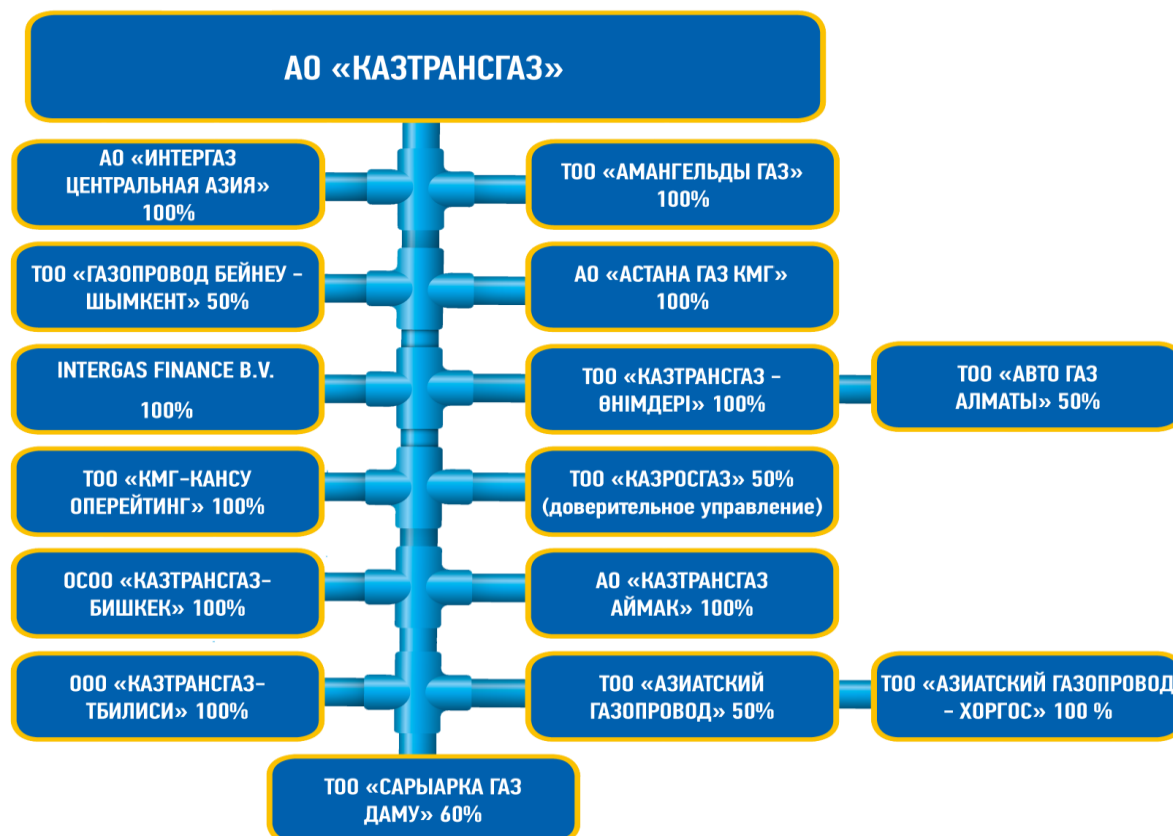 АО «КАЗТРАНСГАЗ»
АО «ИНТЕРГАЗ
ЦЕНТРАЛЬНАЯ АЗИЯ»
100%
ТОО «АМАНГЕЛЬДЫ ГАЗ»
100%
ТОО «ГАЗОПРОВОД БЕЙНЕУ –
ШЫМКЕНТ» 50%
АО «АСТАНА ГАЗ КМГ»
100%
INTERGAS FINANCE B.V.
100%
ТОО «КАЗТРАНСГАЗ –
ӨНІМДЕРІ» 100%
ТОО «АВТО ГАЗ
АЛМАТЫ» 50%
ТОО «КМГ-КАНСУ
ОПЕРЕЙТИНГ» 100%
ТОО «КАЗРОСГАЗ» 50%
(доверительное управление)
ОСОО «КАЗТРАНСГАЗ-
БИШКЕК» 100%
АО «КАЗТРАНСГАЗ
АЙМАК» 100%
ООО «КАЗТРАНСГАЗ-
ТБИЛИСИ» 100%
ТОО «АЗИАТСКИЙ
ГАЗОПРОВОД» 50%
ТОО «АЗИАТСКИЙ ГАЗОПРОВОД
– ХОРГОС» 100 %
ТОО «САРЫАРКА ГАЗ
ДАМУ» 60%